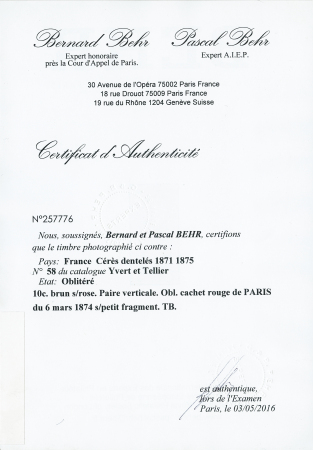 Bernard Behr Pascal Behr
Expert honoraire Expert A.I.E.P.
près la Cour d'Appel de Paris.
30 Avenue de l'Opéra 75002 Paris France
18 rue Drouot 75009 Paris France
19 rue du Rhône 1204 Genéve Suisse
Certificat d'Authenticité
N°257776
Nous, soussignés, Bernard et Pascal BEHR, certifions
que le timbre photographié ci contre :
Pays: France Cérès dentelés 1871 1875
N° 58 du catalogue Yvert et Tellier
Etat: Oblitéré
10c. brun s/rose. Paire verticale. Obl. cachet rouge de PARIS
du 6 mars 1874 s/petit fragment. TB.
est authentique,
lors de l'Examen
Paris, le 03/05/2016